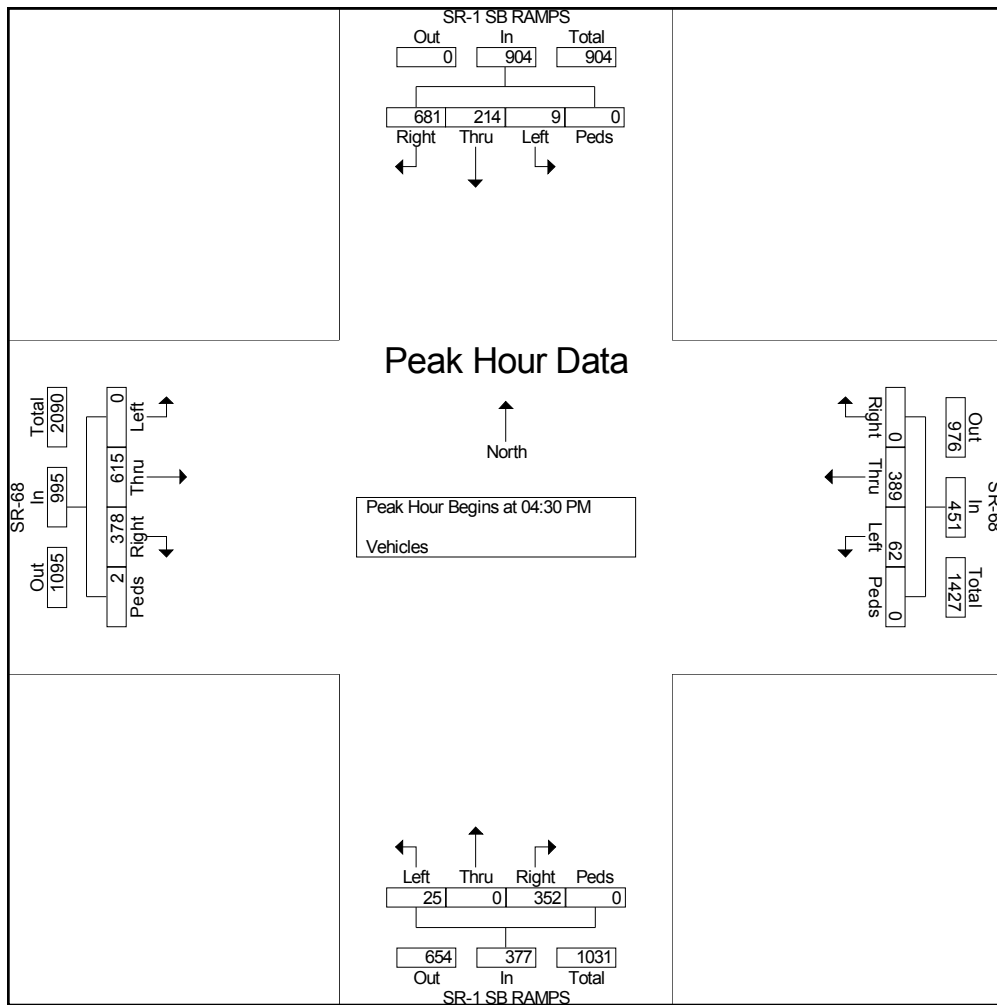 SR-1 SB RAMPS
Out In Total
0 904 904
681 214 9 0
Right Thru Left Peds
Peak Hour Data
North
Peak Hour Begins at 04:30 PM
Vehicles
SR-68
Out In Total
1095 995 2090
Left Thru Right Peds
0 615 378 2
SR-68
Out In Total
976 451 1427
Right Thru Left Peds
0 389 62 0
Left Thru Right Peds
25 0 352 0
654 377 1031
Out In Total
SR-1 SB RAMPS